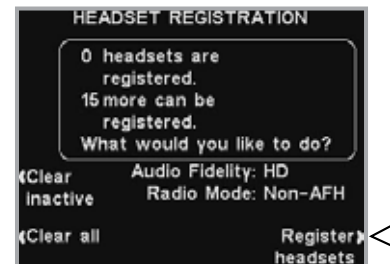 HEADSET REGISTRATION
0 headsets are
registered.
15 more can be
registered.
What would you like to do?
Clear
inactive
Audio Fidelity: HD
Radio Mode: Non-AFH
Clear all
Register
headsets